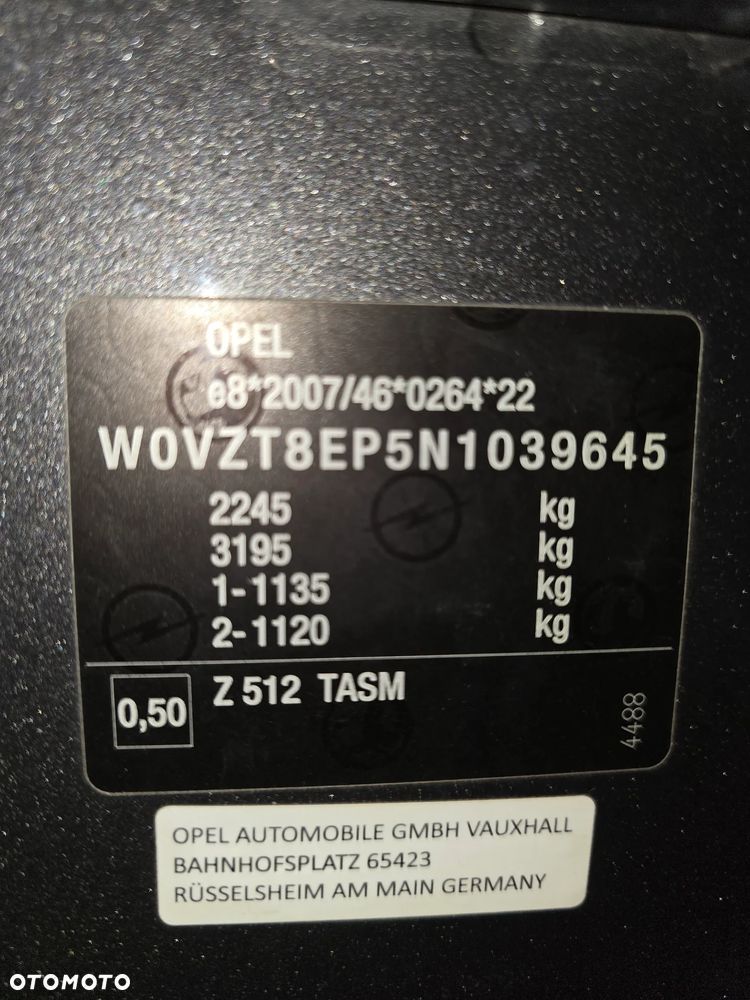 OPEL
e8*2007/46*0264*22
W0VZT8EP5N1039645
2245 kg
3195 kg
1-1135 kg
2-1120 kg
0,50 Z 512 TASM
4488
OPEL AUTOMOBILE GMBH VAUXHALL
BAHNHOFSPLATZ 65423
RÜSSELSHEIM AM MAIN GERMANY
OTOMOTO